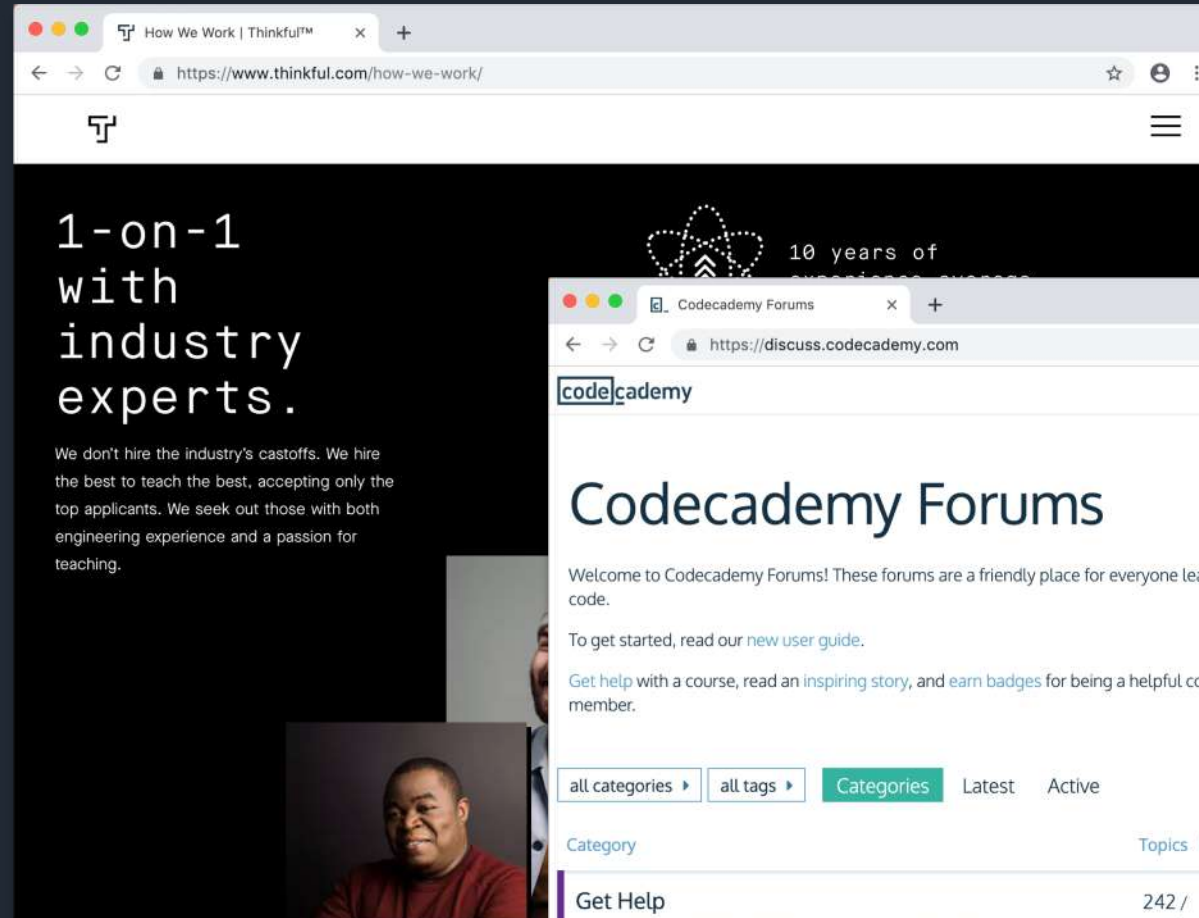 How We Work | Thinkful™
https://www.thinkful.com/how-we-work/
1-on-1
with
industry
experts.
We don't hire the industry's castoffs. We hire
the best to teach the best, accepting only the
top applicants. We seek out those with both
engineering experience and a passion for
teaching.
10 years of
experience average
Codecademy Forums
https://discuss.codecademy.com
codecademy
Codecademy Forums
Welcome to Codecademy Forums! These forums are a friendly place for everyone
code.
To get started, read our new user guide.
Get help with a course, read an inspiring story, and earn badges for being a helpful
member.
all categories all tags Categories Latest Active
Category Topics
Get Help 242 /